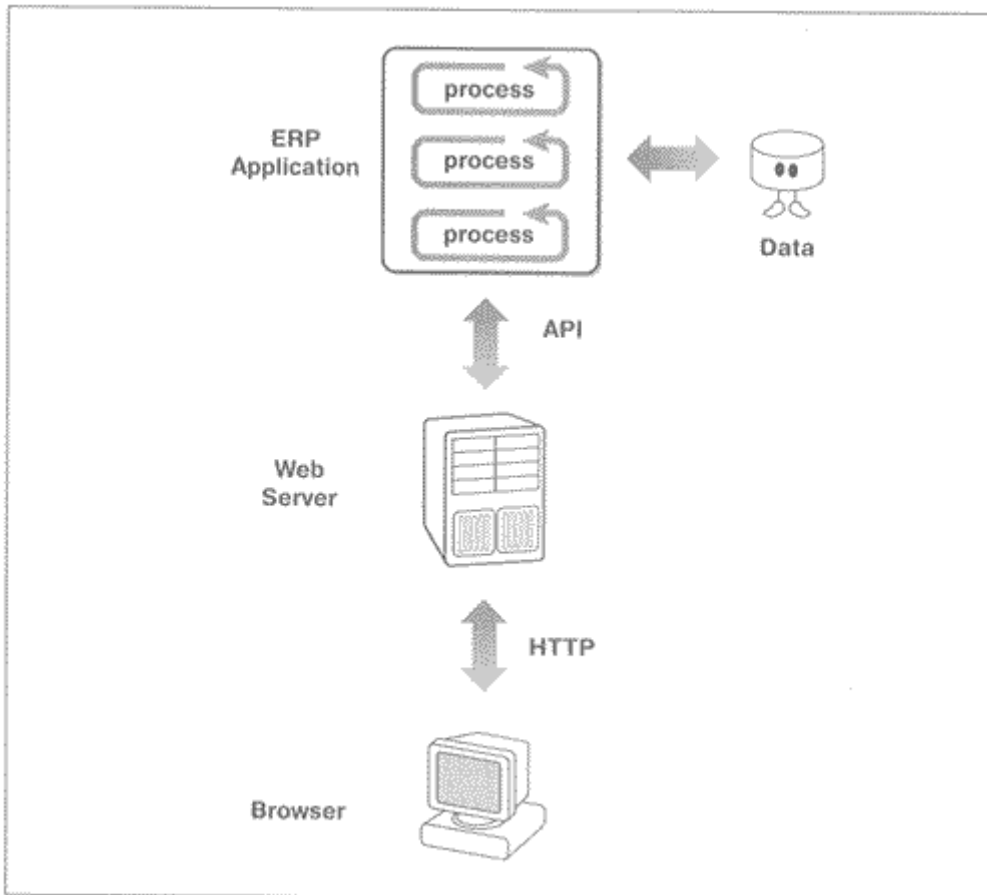 process
ERP
Application
process
process
Data
API
Web
Server
HTTP
Browser